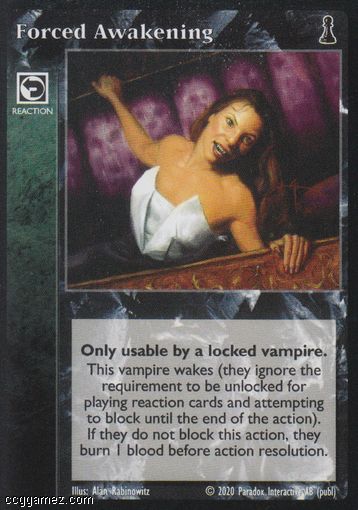 Forced Awakening
REACTION
Only usable by a locked vampire.
This vampire wakes (they ignore the
requirement to be unlocked for
playing reaction cards and attempting
to block until the end of the action).
If they do not block this action, they
burn 1 blood before action resolution.
Illus: Alan Rabinowitz © 2020 Paradox Interactive AB (publ)
ccggamez.com